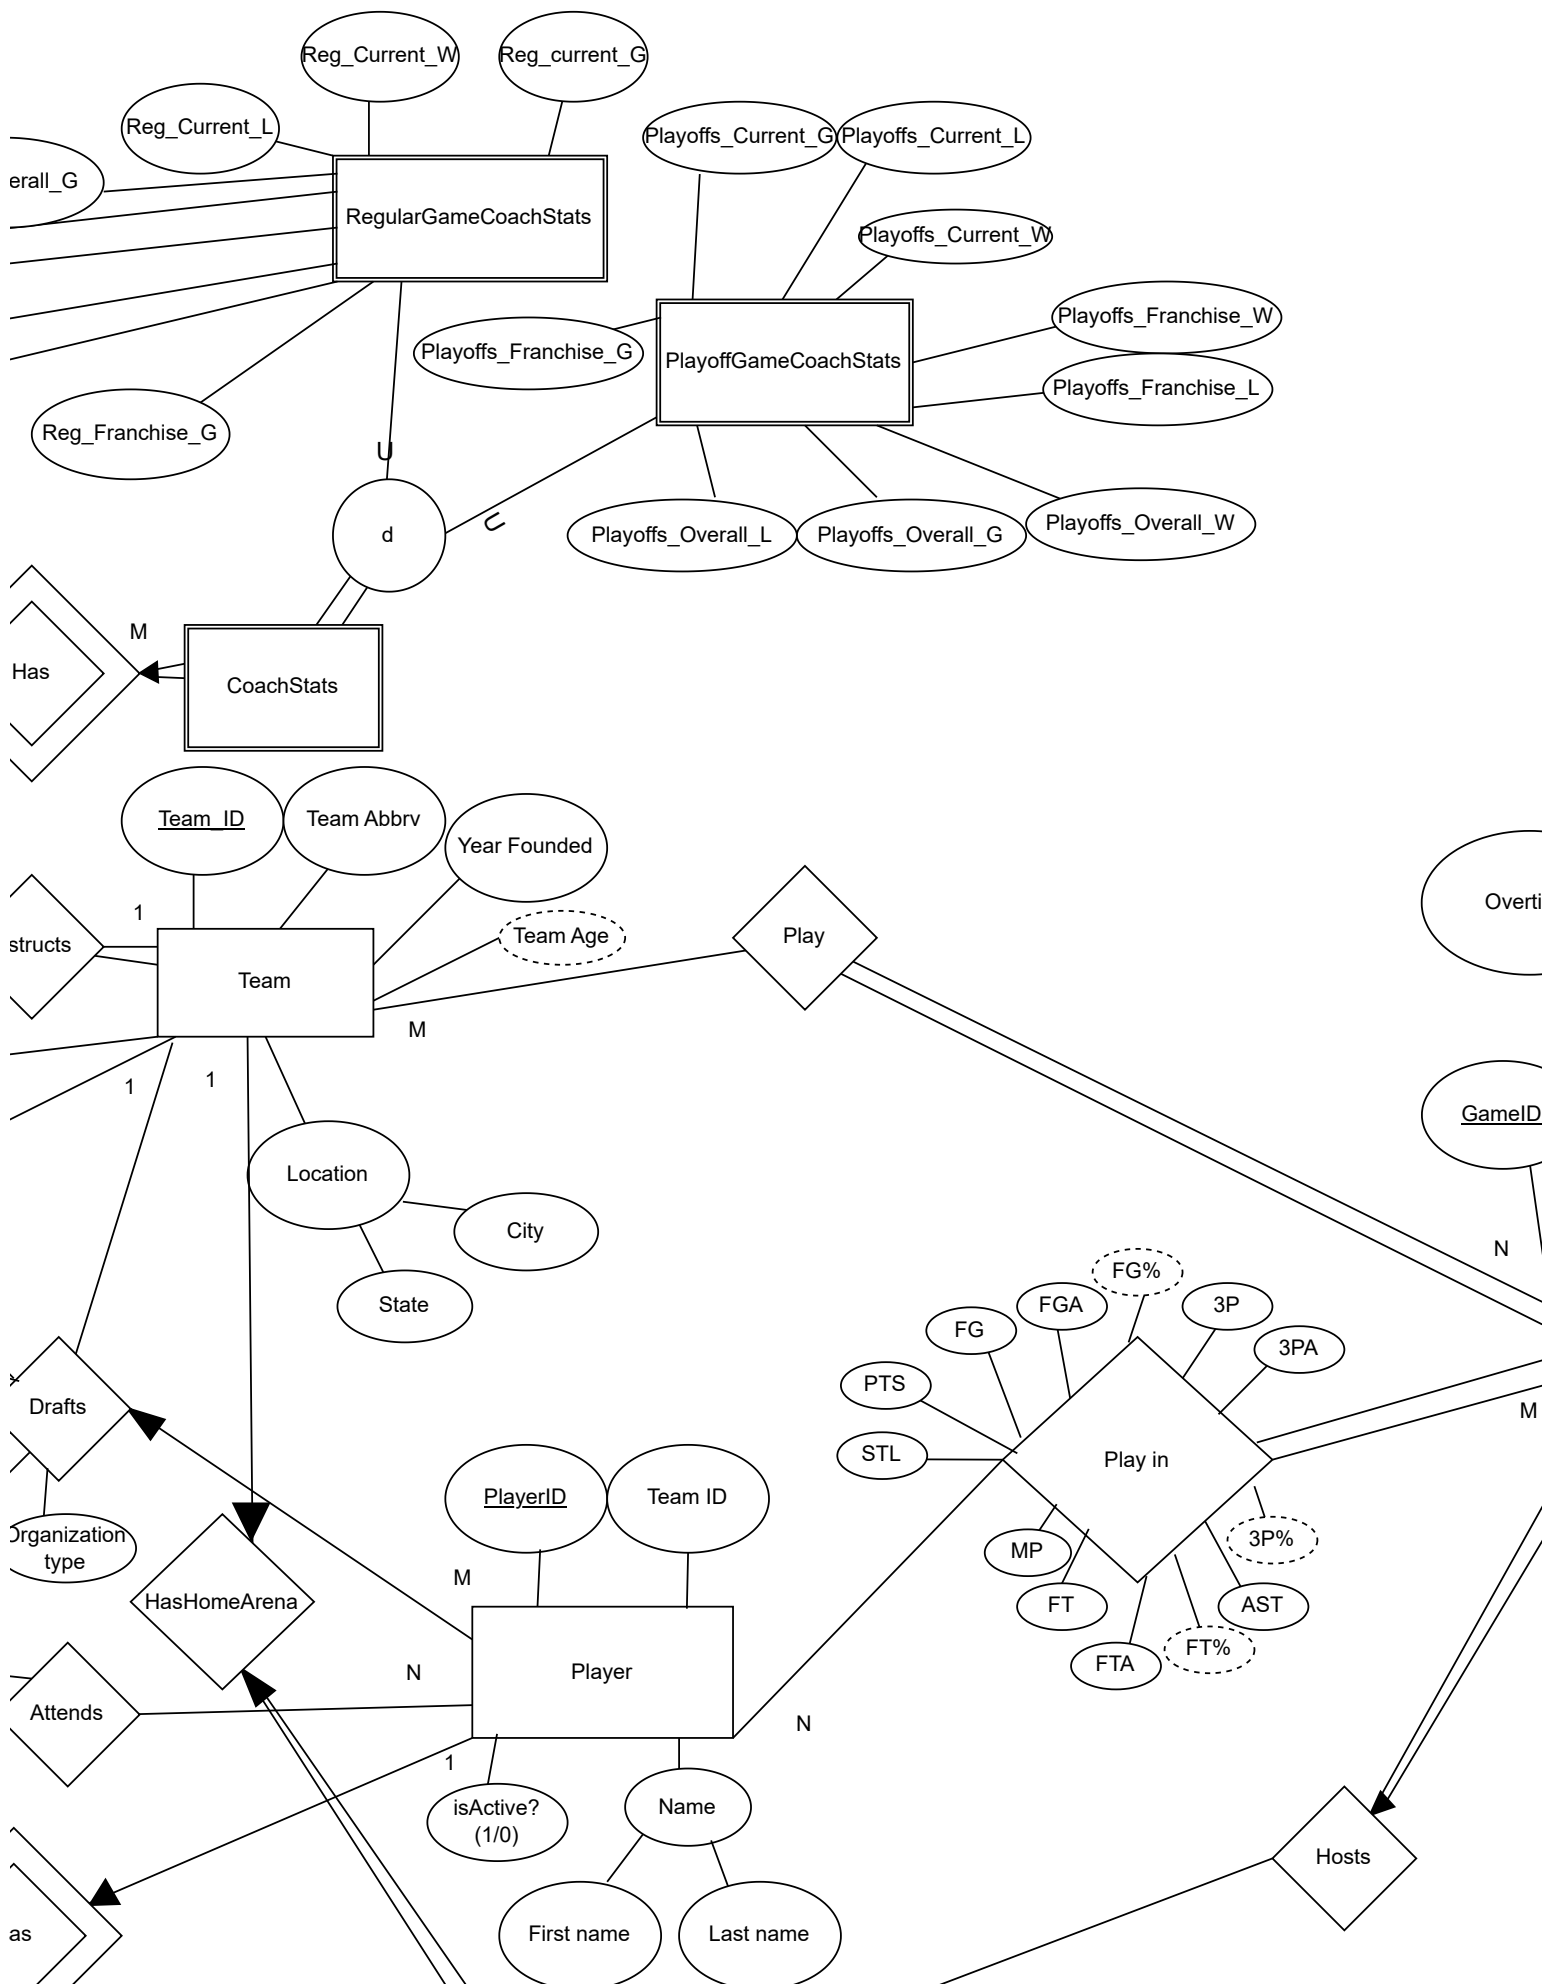 Reg_Current_W
Reg_current_G
Reg_Current_L
Playoffs_Current_G
Playoffs_Current_L
erall_G
RegularGameCoachStats
Playoffs_Current_W
Playoffs_Franchise_W
Playoffs_Franchise_G
PlayoffGameCoachStats
Playoffs_Franchise_L
Reg_Franchise_G
U
U
d
Playoffs_Overall_L
Playoffs_Overall_G
Playoffs_Overall_W
M
Has
CoachStats
Team_ID
Team Abbrv
Year Founded
Overti
1
structs
Team Age
Play
Team
M
1
1
GameID
Location
City
N
State
FG%
FGA
3P
FG
3PA
PTS
Drafts
M
STL
Play in
PlayerID
Team ID
Organization
type
3P%
MP
M
HasHomeArena
FT
AST
FT%
FTA
N
Player
Attends
N
1
isActive?
(1/0)
Name
Hosts
as
First name
Last name